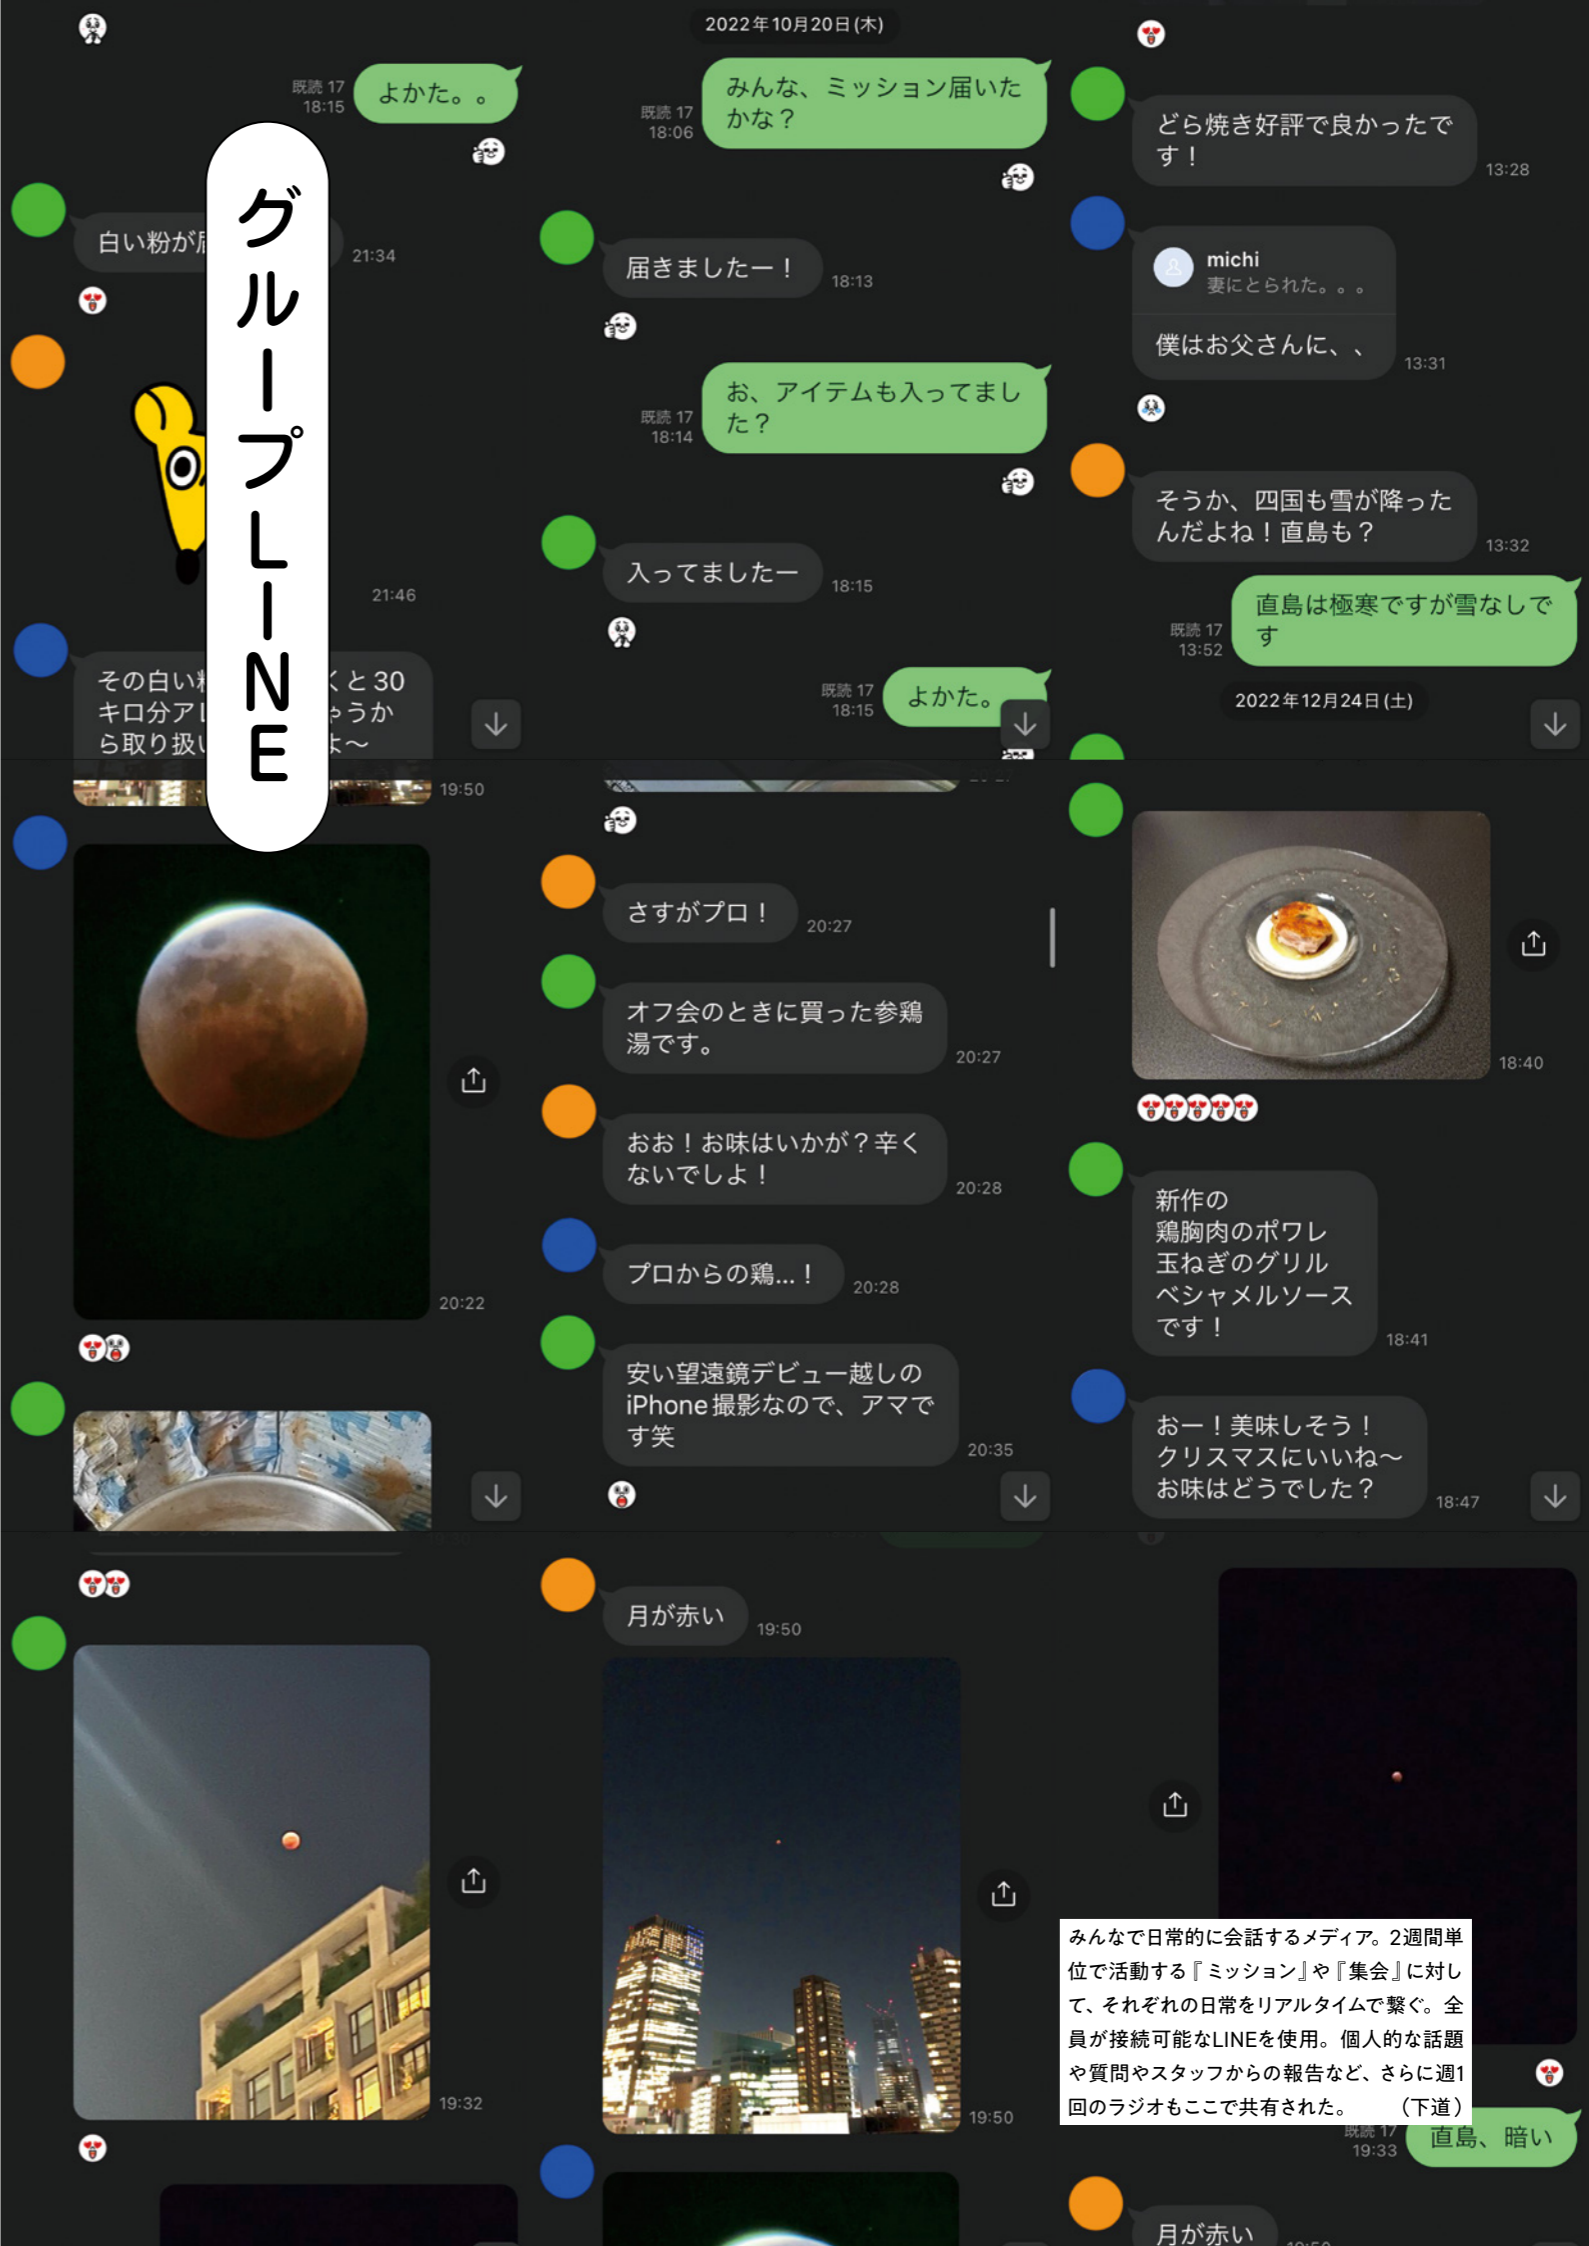 グループLINE
よかた。。
既読 17
18:15
白い粉が
21:34
21:46
その白い
くと30
キロ分ア
ゃうか
ら取り扱い
よ〜
2022年10月20日(木)
みんな、ミッション届いた
かな？
既読 17
18:06
届きましたー！
18:13
お、アイテムも入ってまし
た？
既読 17
18:14
入ってましたー
18:15
よかた。
既読 17
18:15
どら焼き好評で良かったで
す！
13:28
michi
妻にとられた。。。
僕はお父さんに、、
13:31
そうか、四国も雪が降った
んだよね！直島も？
13:32
直島は極寒ですが雪なしで
す
既読 17
13:52
2022年12月24日(土)
19:50
20:22
さすがプロ！
20:27
オフ会のときに買った参鶏
湯です。
20:27
おお！お味はいかが？辛く
ないでしよ！
20:28
プロからの鶏...！
20:28
安い望遠鏡デビュー越しの
iPhone撮影なので、アマで
す笑
20:35
18:40
新作の
鶏胸肉のポワレ
玉ねぎのグリル
ベシャメルソース
です！
18:41
おー！美味しそう！
クリスマスにいいね〜
お味はどうでした？
18:47
19:32
月が赤い
19:50
19:50
みんなで日常的に会話するメディア。2週間単
位で活動する『ミッション』や『集会』に対し
て、それぞれの日常をリアルタイムで繋ぐ。全
員が接続可能なLINEを使用。個人的な話題
や質問やスタッフからの報告など、さらに週1
回のラジオもここで共有された。　（下道）
既読 17
19:33
直島、暗い
月が赤い